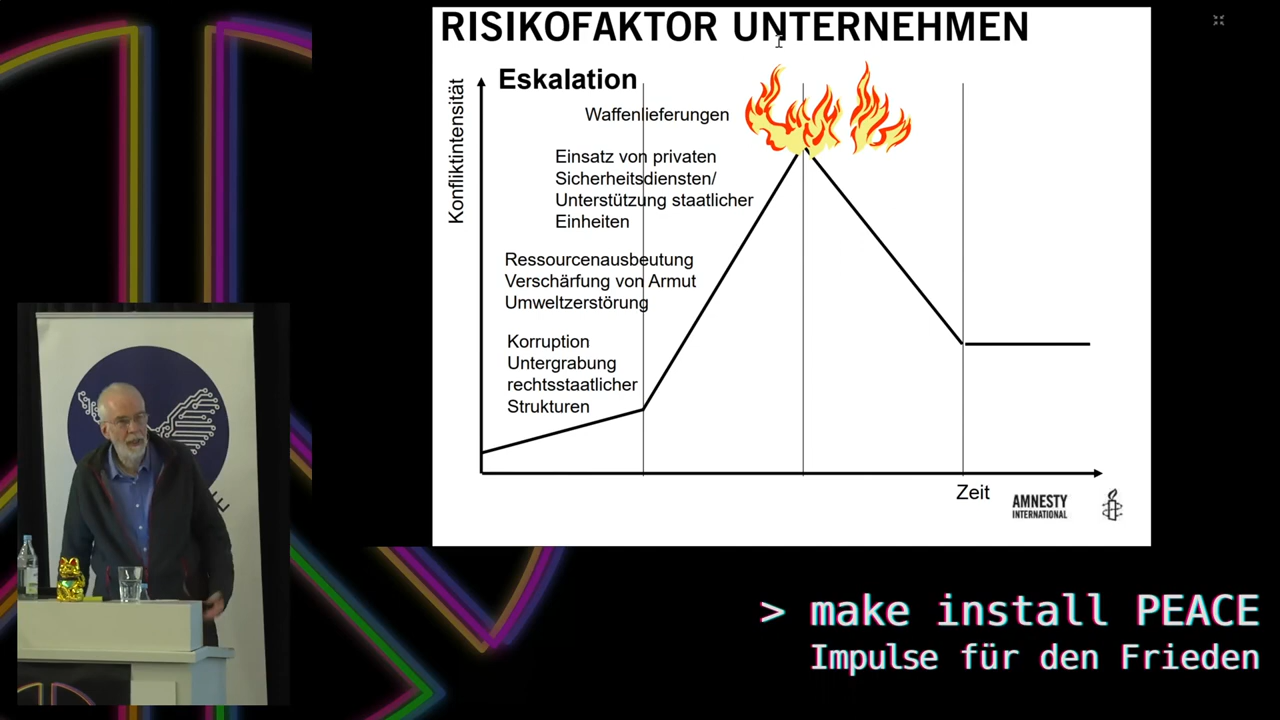 RISIKOFAKTOR UNTERNEHMEN
Eskalation
Konfliktintensität
Waffenlieferungen
Einsatz von privaten
Sicherheitsdiensten/
Unterstützung staatlicher
Einheiten
Ressourcenausbeutung
Verschärfung von Armut
Umweltzerstörung
Korruption
Untergrabung
rechtsstaatlicher
Strukturen
Zeit
AMNESTY
INTERNATIONAL
> make install PEACE
Impulse für den Frieden